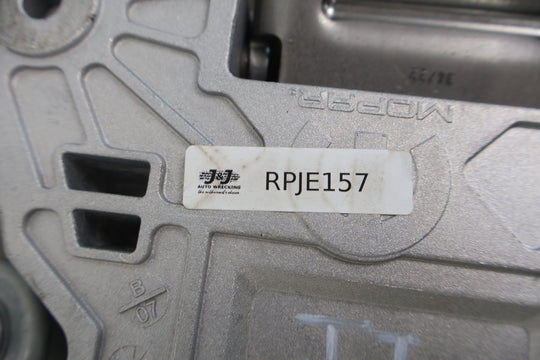 MOPAR.
J&J
AUTO WRECKING
RPJE157
B/07